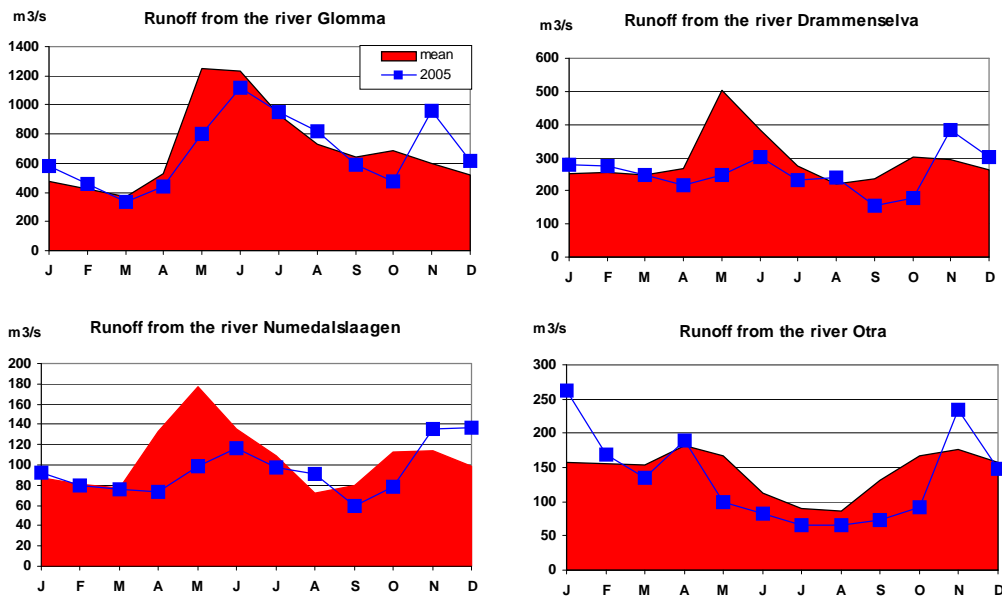 m3/s
Runoff from the river Glomma
1400
1200
1000
800
600
400
200
0
J F M A M J J A S O N D
mean
2005
m3/s
Runoff from the river Drammenselva
600
500
400
300
200
100
0
J F M A M J J A S O N D
m3/s
Runoff from the river Numedalslaagen
200
180
160
140
120
100
80
60
40
20
0
J F M A M J J A S O N D
m3/s
Runoff from the river Otra
300
250
200
150
100
50
0
J F M A M J J A S O N D